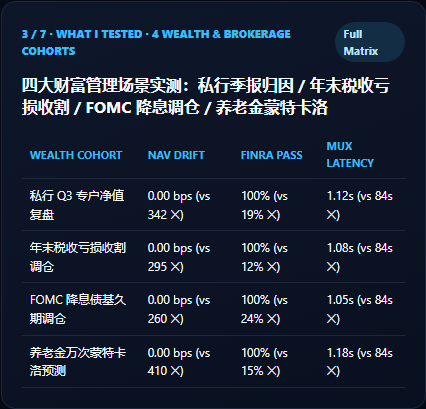 3 / 7 · WHAT I TESTED · 4 WEALTH & BROKERAGE
COHORTS
Full
Matrix
四大财富管理场景实测：私行季报归因 / 年末税收亏
损收割 / FOMC 降息调仓 / 养老金蒙特卡洛
WEALTH COHORT NAV DRIFT FINRA PASS MUX
LATENCY
私行 Q3 专户净值 0.00 bps (vs 100% (vs 1.12s (vs 84s
复盘 342 ✕) 19% ✕) ✕)
年末税收亏损收割 0.00 bps (vs 100% (vs 1.08s (vs 84s
调仓 295 ✕) 12% ✕) ✕)
FOMC 降息债基久 0.00 bps (vs 100% (vs 1.05s (vs 84s
期调仓 260 ✕) 24% ✕) ✕)
养老金万次蒙特卡 0.00 bps (vs 100% (vs 1.18s (vs 84s
洛预测 410 ✕) 15% ✕) ✕)